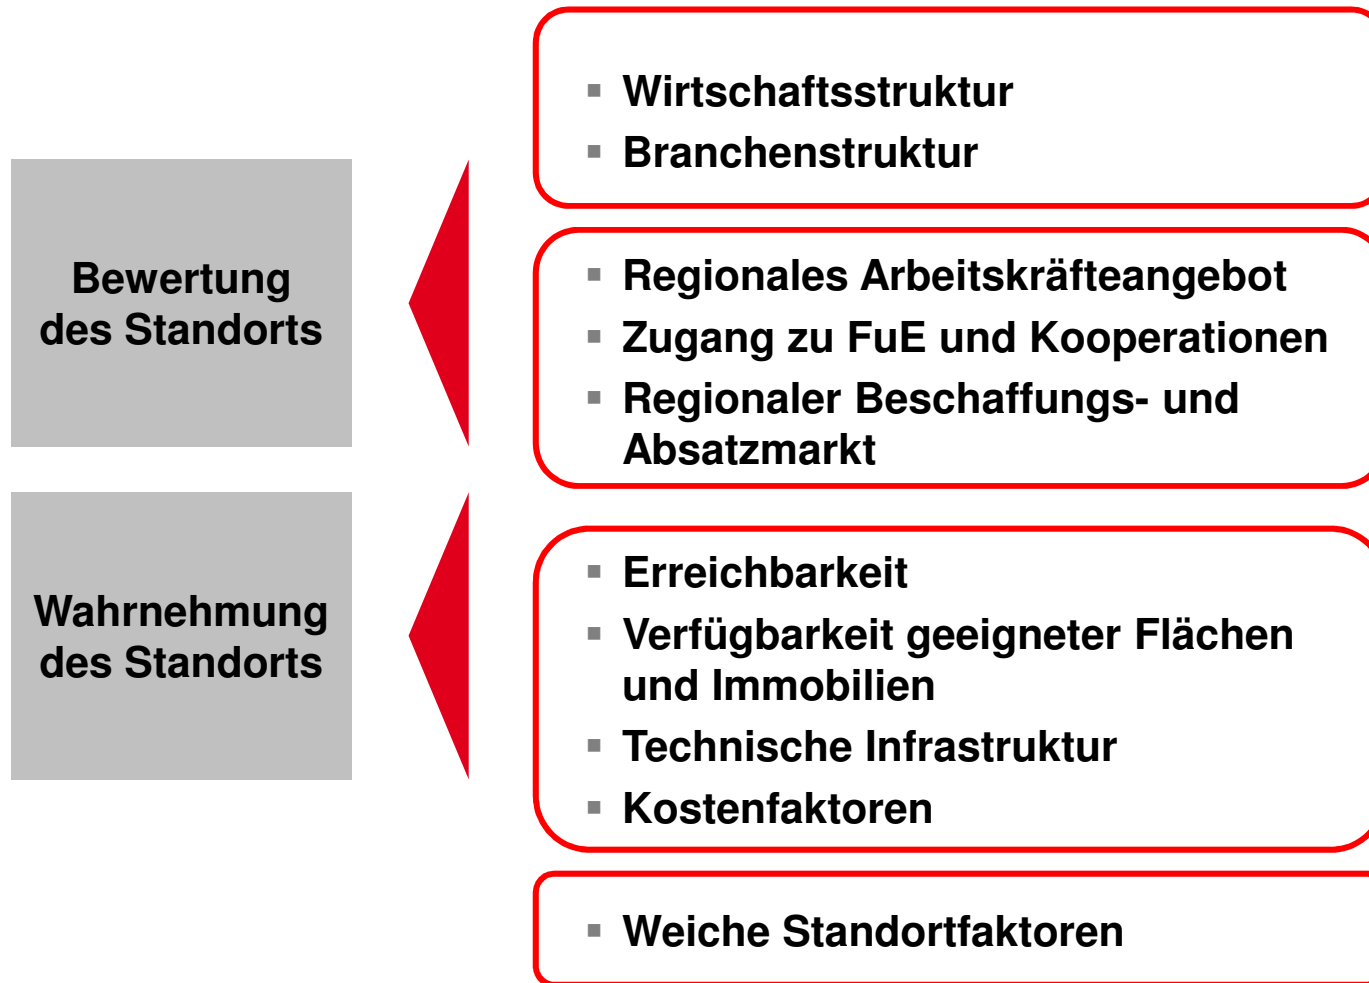 Bewertung
des Standorts
Wahrnehmung
des Standorts
▪ Wirtschaftsstruktur
▪ Branchenstruktur
▪ Regionales Arbeitskräfteangebot
▪ Zugang zu FuE und Kooperationen
▪ Regionaler Beschaffungs- und
Absatzmarkt
▪ Erreichbarkeit
▪ Verfügbarkeit geeigneter Flächen
und Immobilien
▪ Technische Infrastruktur
▪ Kostenfaktoren
▪ Weiche Standortfaktoren